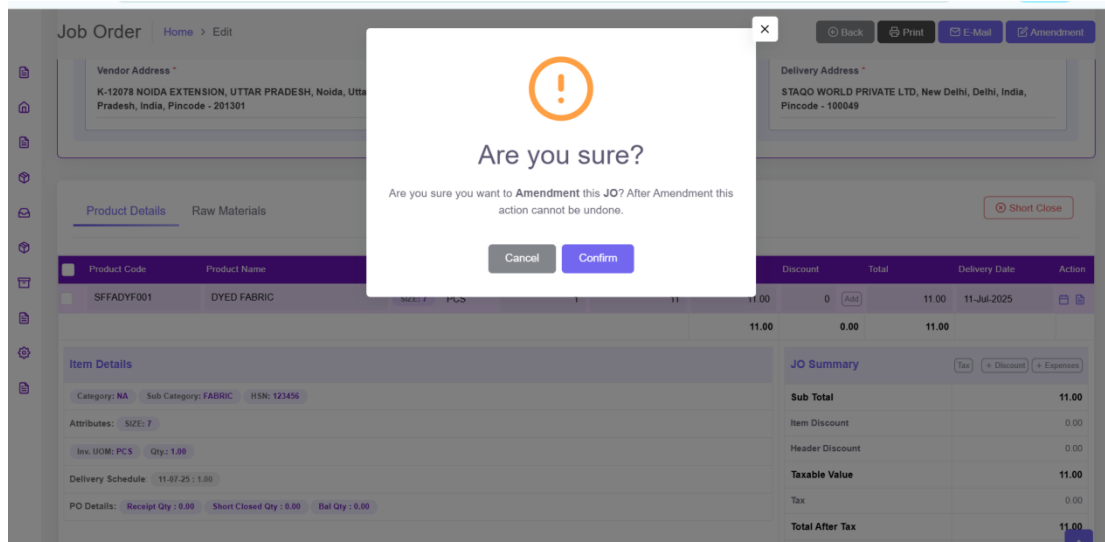 Job Order Home > Edit
Back Print E-Mail Amendment
Vendor Address *
K-12078 NOIDA EXTENSION, UTTAR PRADESH, Noida, Utta
Pradesh, India, Pincode - 201301
Delivery Address *
STAQO WORLD PRIVATE LTD, New Delhi, Delhi, India,
Pincode - 100049
Are you sure?
Are you sure you want to Amendment this JO? After Amendment this
action cannot be undone.
Cancel Confirm
Product Details Raw Materials
Short Close
Product Code Product Name Discount Total Delivery Date Action
SFFADYF001 DYED FABRIC SIZE: 7 PCS 1 11 11.00 0 Add 11.00 11-Jul-2025
11.00 0.00 11.00
Item Details
Category: NA Sub Category: FABRIC HSN: 123456
Attributes: SIZE: 7
Inv. UOM: PCS Qty.: 1.00
Delivery Schedule 11-07-25 : 1.00
PO Details: Receipt Qty : 0.00 Short Closed Qty : 0.00 Bal Qty : 0.00
JO Summary Tax + Discount + Expenses
Sub Total 11.00
Item Discount 0.00
Header Discount 0.00
Taxable Value 11.00
Tax 0.00
Total After Tax 11.00